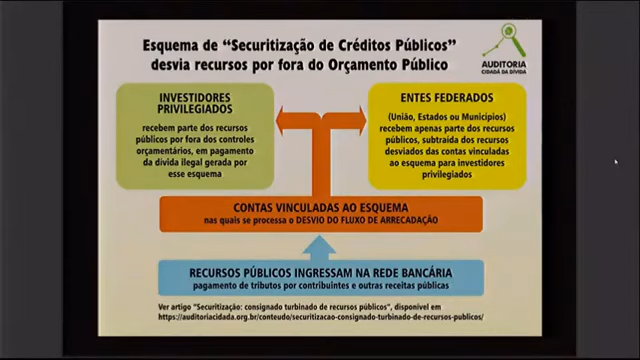 Esquema de “Securitização de Créditos Públicos”
desvia recursos por fora do Orçamento Público
AUDITORIA
CIDADÃ DA DÍVIDA
INVESTIDORES
PRIVILEGIADOS
recebem parte dos recursos
públicos por fora dos controles
orçamentários, em pagamento
da dívida ilegal gerada por
esse esquema
ENTES FEDERADOS
(União, Estados ou Municípios)
recebem apenas parte dos recursos
públicos, subtraída dos recursos
desviados das contas vinculadas
ao esquema para investidores
privilegiados
CONTAS VINCULADAS AO ESQUEMA
nas quais se processa o DESVIO DO FLUXO DE ARRECADAÇÃO
RECURSOS PÚBLICOS INGRESSAM NA REDE BANCÁRIA
pagamento de tributos por contribuintes e outras receitas públicas
Ver artigo “Securitização: consignado turbinado de recursos públicos”, disponível em
https://auditoriacidada.org.br/conteudo/securitizacao-consignado-turbinado-de-recursos-publicos/